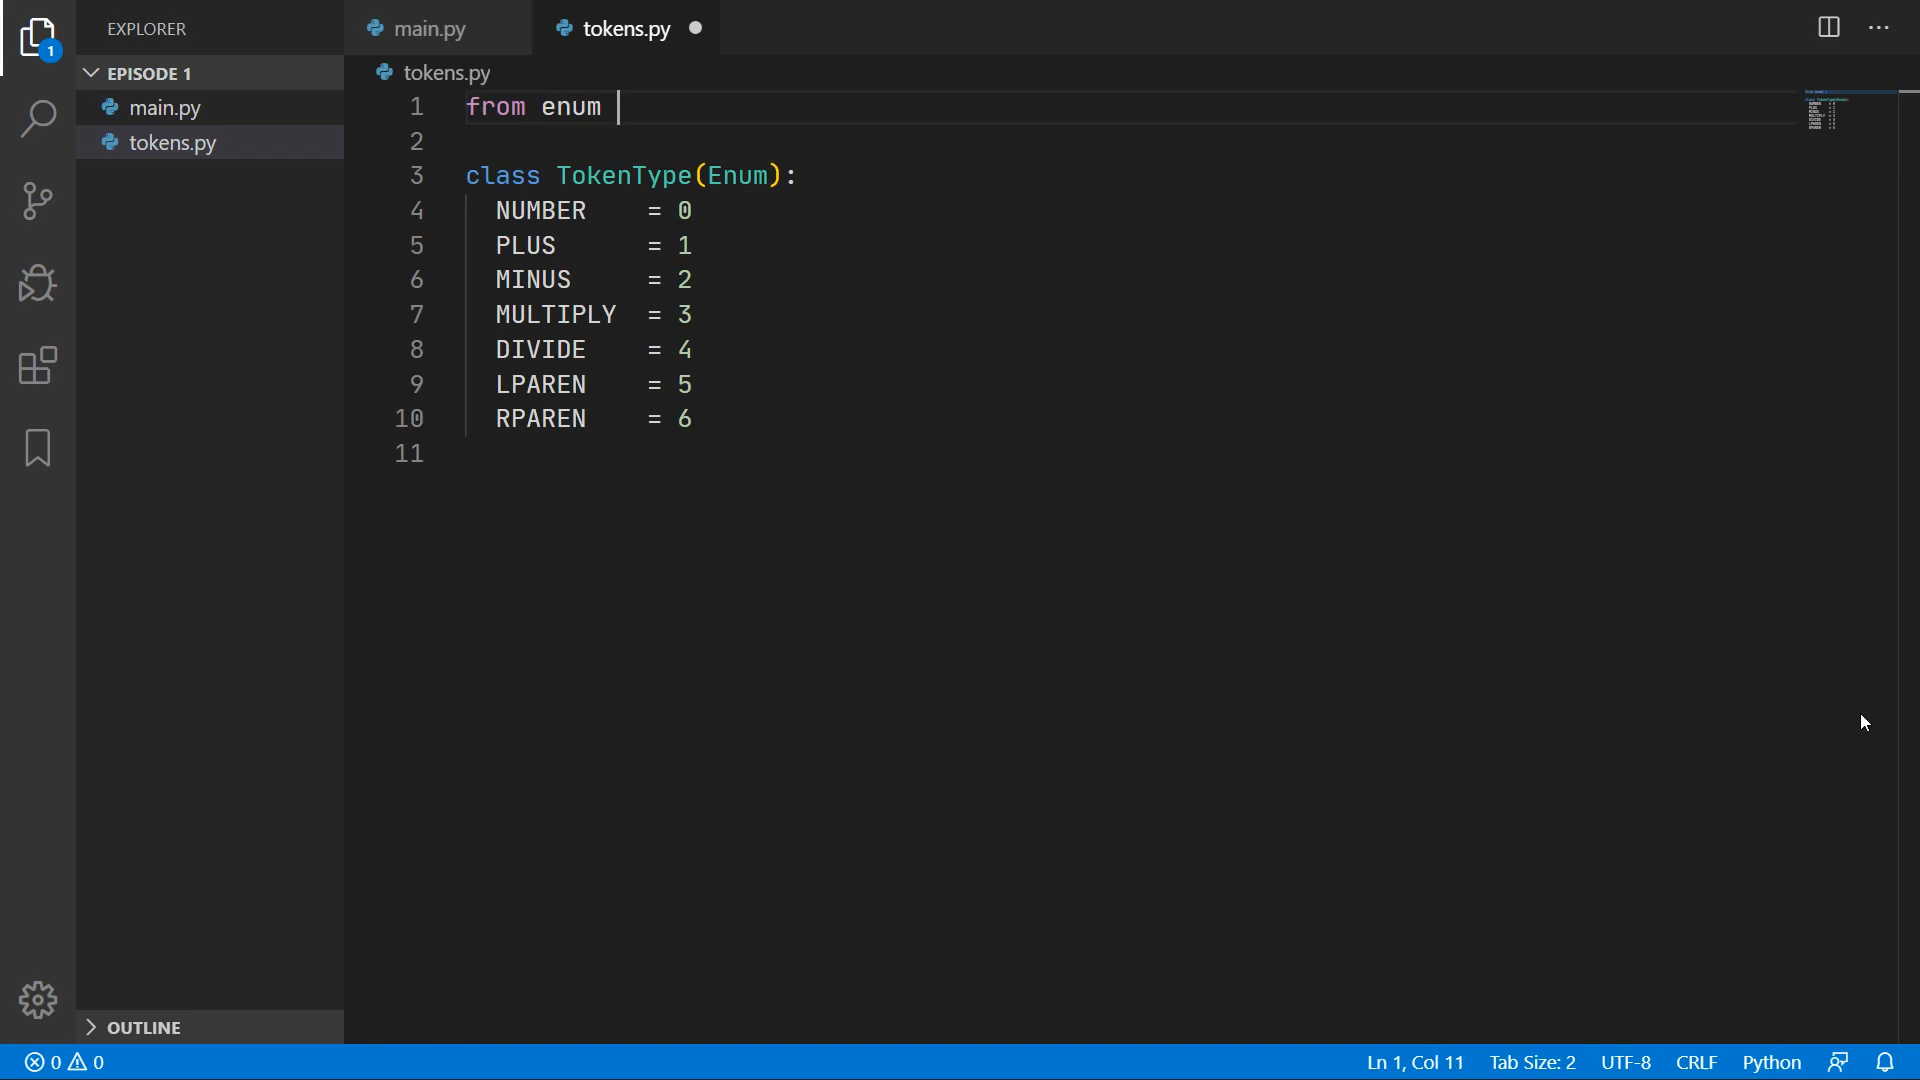 EXPLORER
main.py
tokens.py
1
EPISODE 1
main.py
tokens.py
tokens.py
1 from enum
2
3 class TokenType(Enum):
4 NUMBER = 0
5 PLUS = 1
6 MINUS = 2
7 MULTIPLY = 3
8 DIVIDE = 4
9 LPAREN = 5
10 RPAREN = 6
11
OUTLINE
0 0
Ln 1, Col 11 Tab Size: 2 UTF-8 CRLF Python